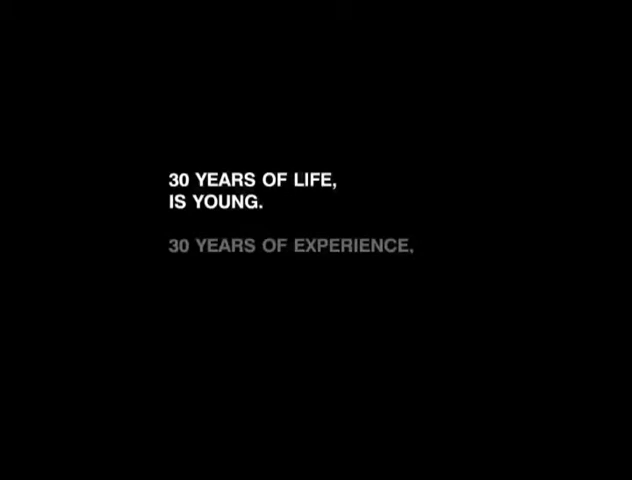 30 YEARS OF LIFE,
IS YOUNG.
30 YEARS OF EXPERIENCE,